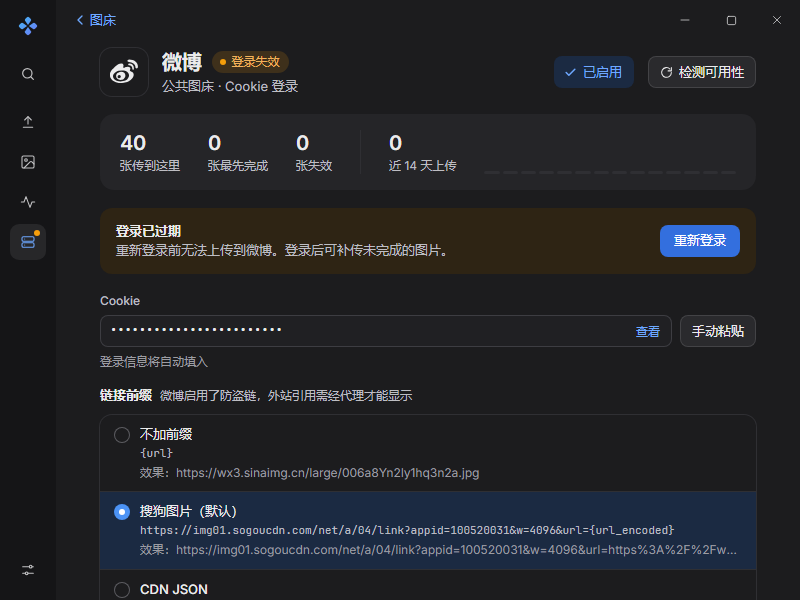 图床
微博 登录失效
公共图床 · Cookie 登录
已启用
检测可用性
40 0 0 0
张传到这里 张最先完成 张失效 近 14 天上传
登录已过期
重新登录前无法上传到微博。登录后可补传未完成的图片。
重新登录
Cookie
•••••••••••••••••••••••• 查看 手动粘贴
登录信息将自动填入
链接前缀 微博启用了防盗链，外站引用需经代理才能显示
不加前缀
{url}
效果：https://wx3.sinaimg.cn/large/006a8Yn2ly1hq3n2a.jpg
搜狗图片（默认）
https://img01.sogoucdn.com/net/a/04/link?appid=100520031&w=4096&url={url_encoded}
效果：https://img01.sogoucdn.com/net/a/04/link?appid=100520031&w=4096&url=https%3A%2F%2Fw...
CDN JSON